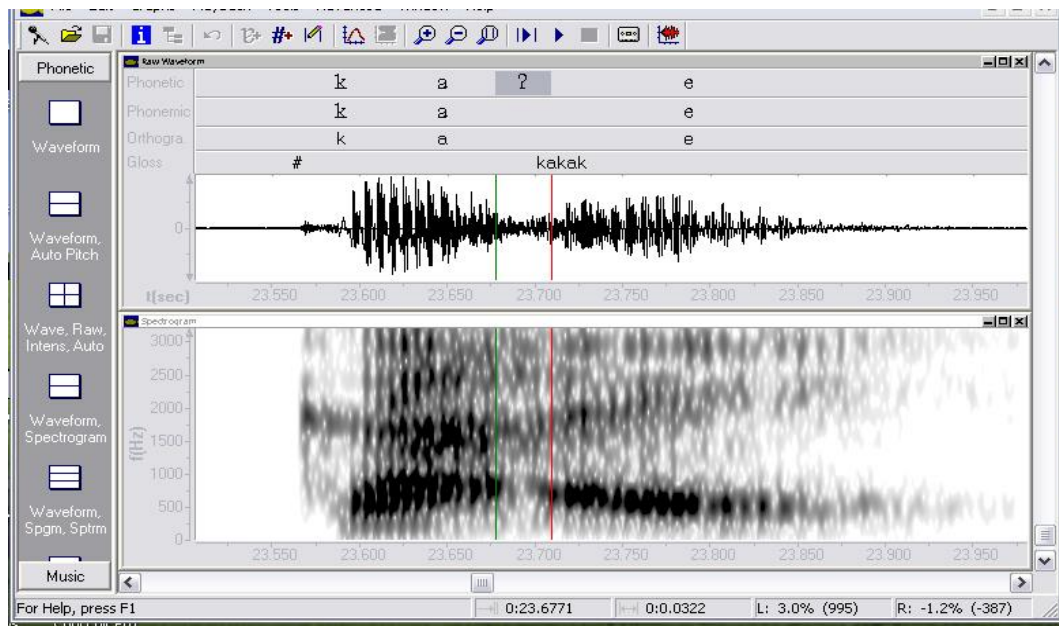 Phonetic
Raw Waveform
Phonetic k a ʔ e
Phonemic k a e
Orthogra. k a e
Gloss # kakak
Waveform
0
t[sec] 23.550 23.600 23.650 23.700 23.750 23.800 23.850 23.900 23.950
Waveform,
Auto Pitch
Wave, Raw,
Intens, Auto
Waveform,
Spectrogram
Waveform,
Spgm, Sptrm
Music
Spectrogram
f(Hz)
3000
2500
2000
1500
1000
500
0
23.550 23.600 23.650 23.700 23.750 23.800 23.850 23.900 23.950
For Help, press F1 0:23.6771 0:0.0322 L: 3.0% (995) R: -1.2% (-387)